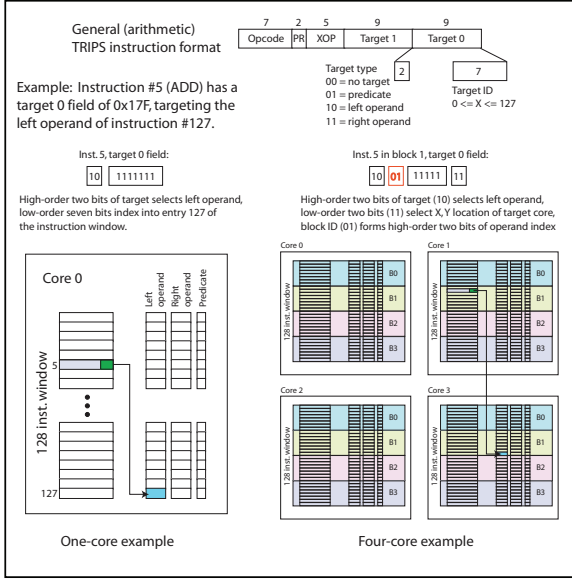 General (arithmetic)
TRIPS instruction format
7 2 5 9 9
Opcode PR XOP Target 1 Target 0
Target type
00 = no target
01 = predicate
10 = left operand
11 = right operand
2
7
Target ID
0 <= X <= 127
Example: Instruction #5 (ADD) has a
target 0 field of 0x17F, targeting the
left operand of instruction #127.
Inst. 5, target 0 field:
10 1111111
High-order two bits of target selects left operand,
low-order seven bits index into entry 127 of
the instruction window.
Inst. 5 in block 1, target 0 field:
10 01 11111 11
High-order two bits of target (10) selects left operand,
low-order two bits (11) select X, Y location of target core,
block ID (01) forms high-order two bits of operand index
Core 0
Left
operand
Right
operand
Predicate
128 inst. window
5
127
One-core example
Core 0
128 inst. window
B0
B1
B2
B3
Core 1
128 inst. window
B0
B1
B2
B3
Core 2
128 inst. window
B0
B1
B2
B3
Core 3
128 inst. window
B0
B1
B2
B3
Four-core example